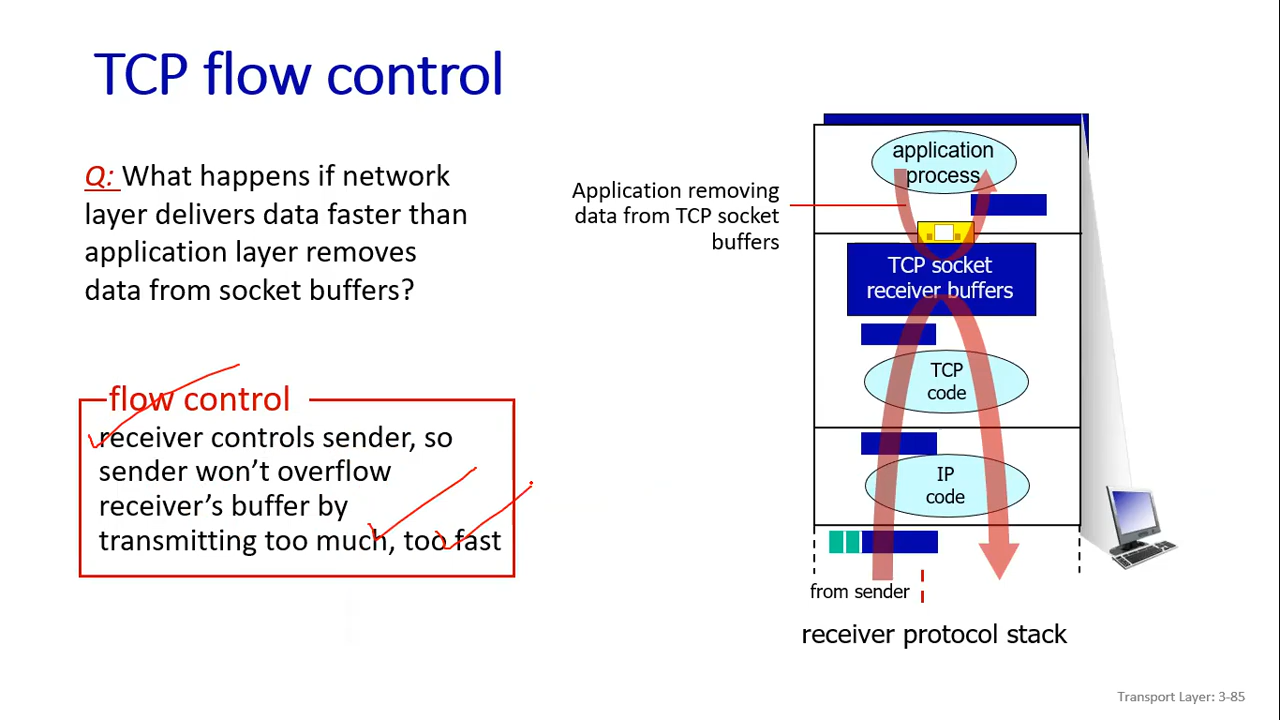 TCP flow control
Q: What happens if network
layer delivers data faster than
application layer removes
data from socket buffers?
flow control
receiver controls sender, so
sender won’t overflow
receiver’s buffer by
transmitting too much, too fast
Application removing
data from TCP socket
buffers
application
process
TCP socket
receiver buffers
TCP
code
IP
code
from sender
receiver protocol stack
Transport Layer: 3-85